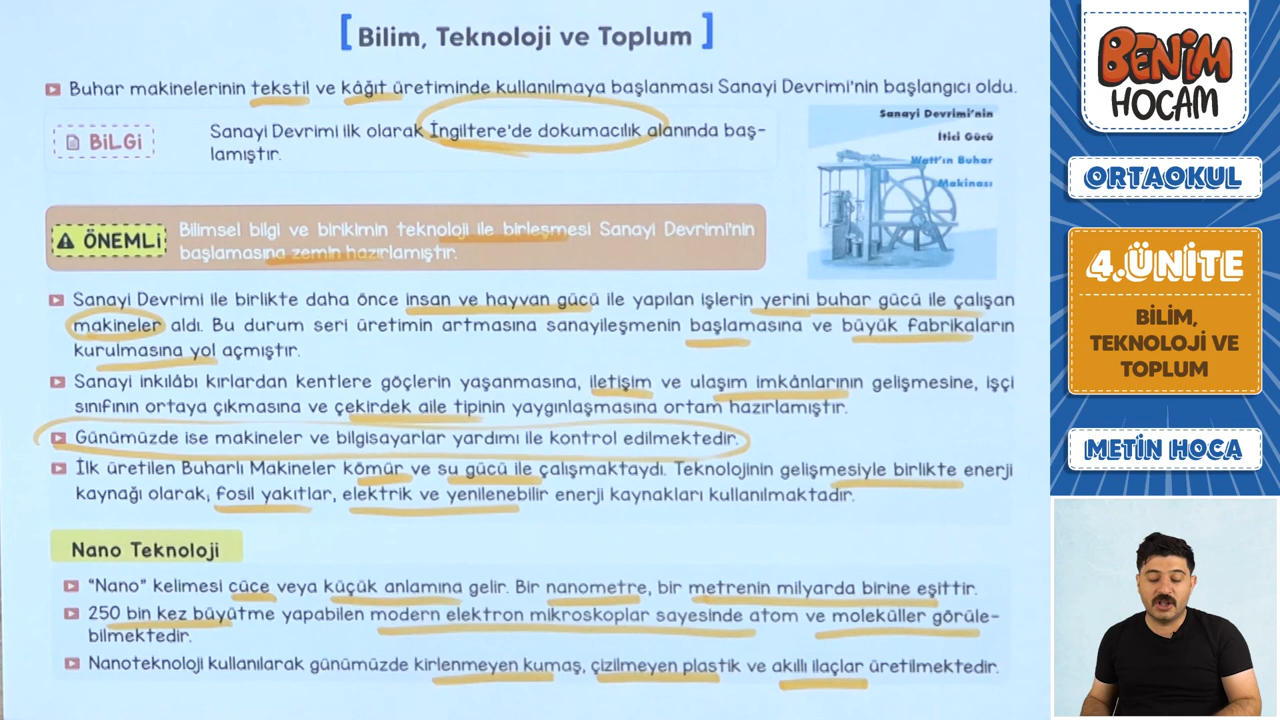 Bilim, Teknoloji ve Toplum
Buhar makinelerinin tekstil ve kâğıt üretiminde kullanılmaya başlanması Sanayi Devrimi'nin başlangıcı oldu.
BİLGİ
Sanayi Devrimi ilk olarak İngiltere'de dokumacılık alanında baş-
lamıştır.
Sanayi Devrimi'nin
İtici Gücü
Watt'ın Buhar
Makinası
ÖNEMLİ
Bilimsel bilgi ve birikimin teknoloji ile birleşmesi Sanayi Devrimi'nin
başlamasına zemin hazırlamıştır.
Sanayi Devrimi ile birlikte daha önce insan ve hayvan gücü ile yapılan işlerin yerini buhar gücü ile çalışan
makineler aldı. Bu durum seri üretimin artmasına sanayileşmenin başlamasına ve büyük fabrikaların
kurulmasına yol açmıştır.
Sanayi inkılâbı kırlardan kentlere göçlerin yaşanmasına, iletişim ve ulaşım imkânlarının gelişmesine, işçi
sınıfının ortaya çıkmasına ve çekirdek aile tipinin yaygınlaşmasına ortam hazırlamıştır.
Günümüzde ise makineler ve bilgisayarlar yardımı ile kontrol edilmektedir.
İlk üretilen Buharlı Makineler kömür ve su gücü ile çalışmaktaydı. Teknolojinin gelişmesiyle birlikte enerji
kaynağı olarak, fosil yakıtlar, elektrik ve yenilenebilir enerji kaynakları kullanılmaktadır.
Nano Teknoloji
"Nano" kelimesi cüce veya küçük anlamına gelir. Bir nanometre, bir metrenin milyarda birine eşittir.
250 bin kez büyütme yapabilen modern elektron mikroskoplar sayesinde atom ve moleküller görüle-
bilmektedir.
Nanoteknoloji kullanılarak günümüzde kirlenmeyen kumaş, çizilmeyen plastik ve akıllı ilaçlar üretilmektedir.
BENİM
HOCAM
ORTAOKUL
4.ÜNİTE
BİLİM,
TEKNOLOJİ VE
TOPLUM
METİN HOCA